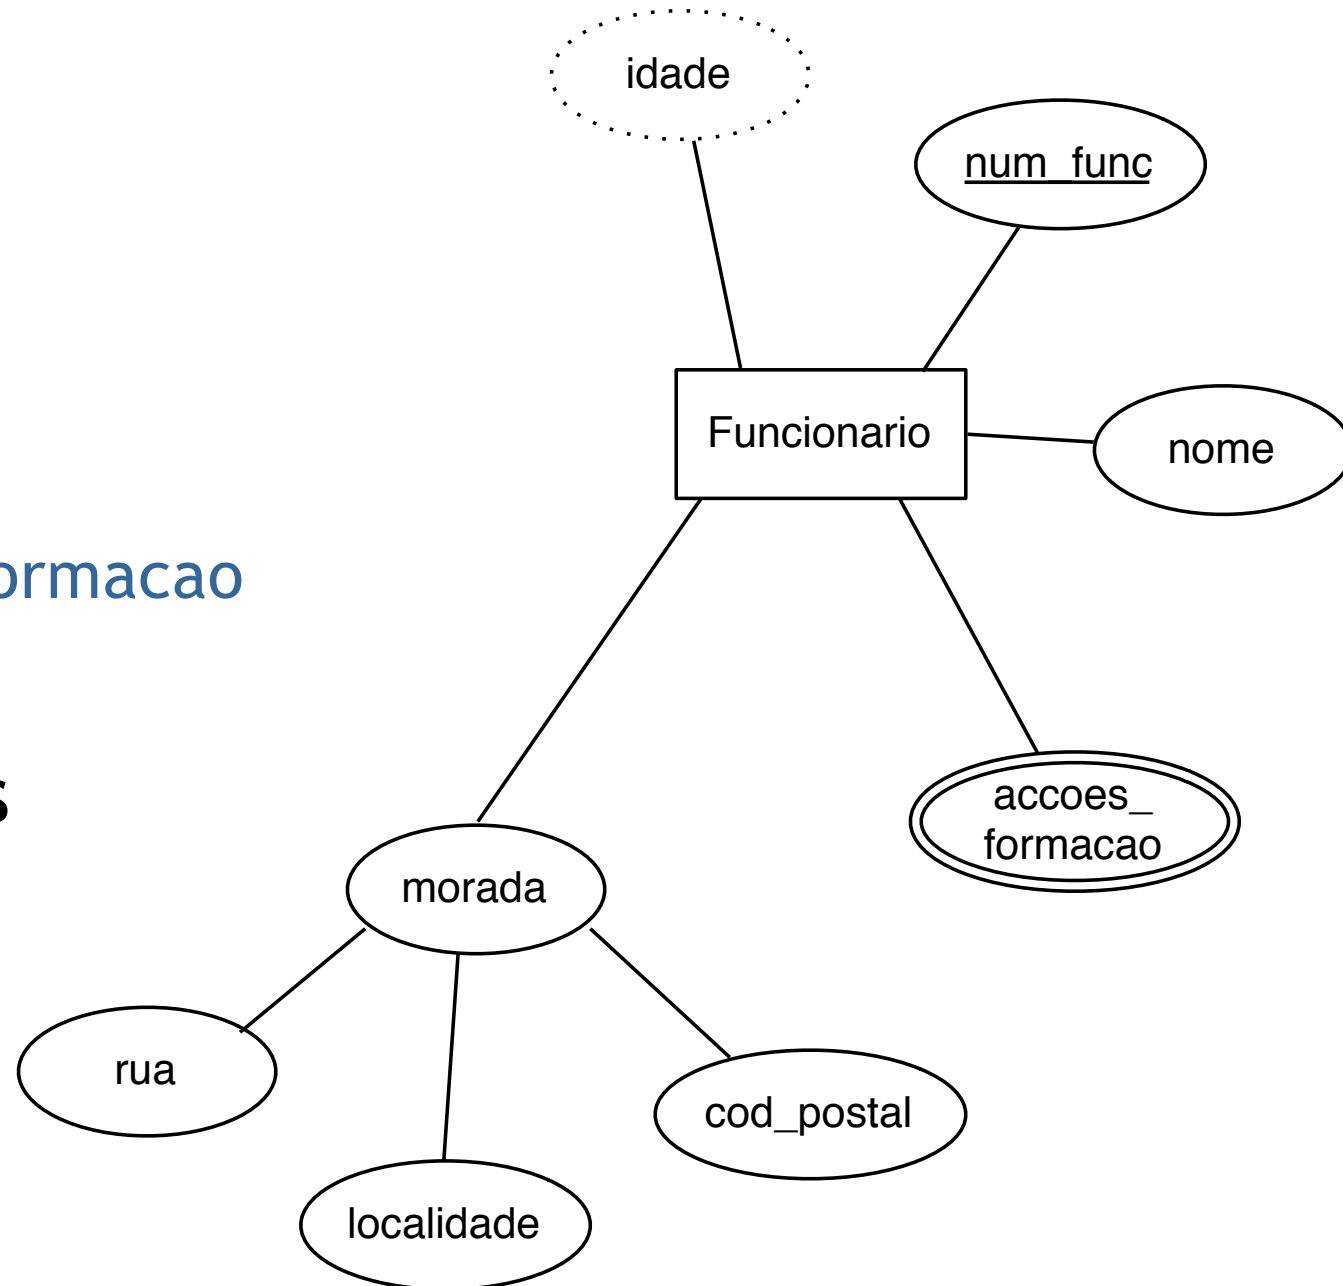 idade
num_func
Funcionario
nome
ormacao
s
accoes_
formacao
morada
rua
cod_postal
localidade